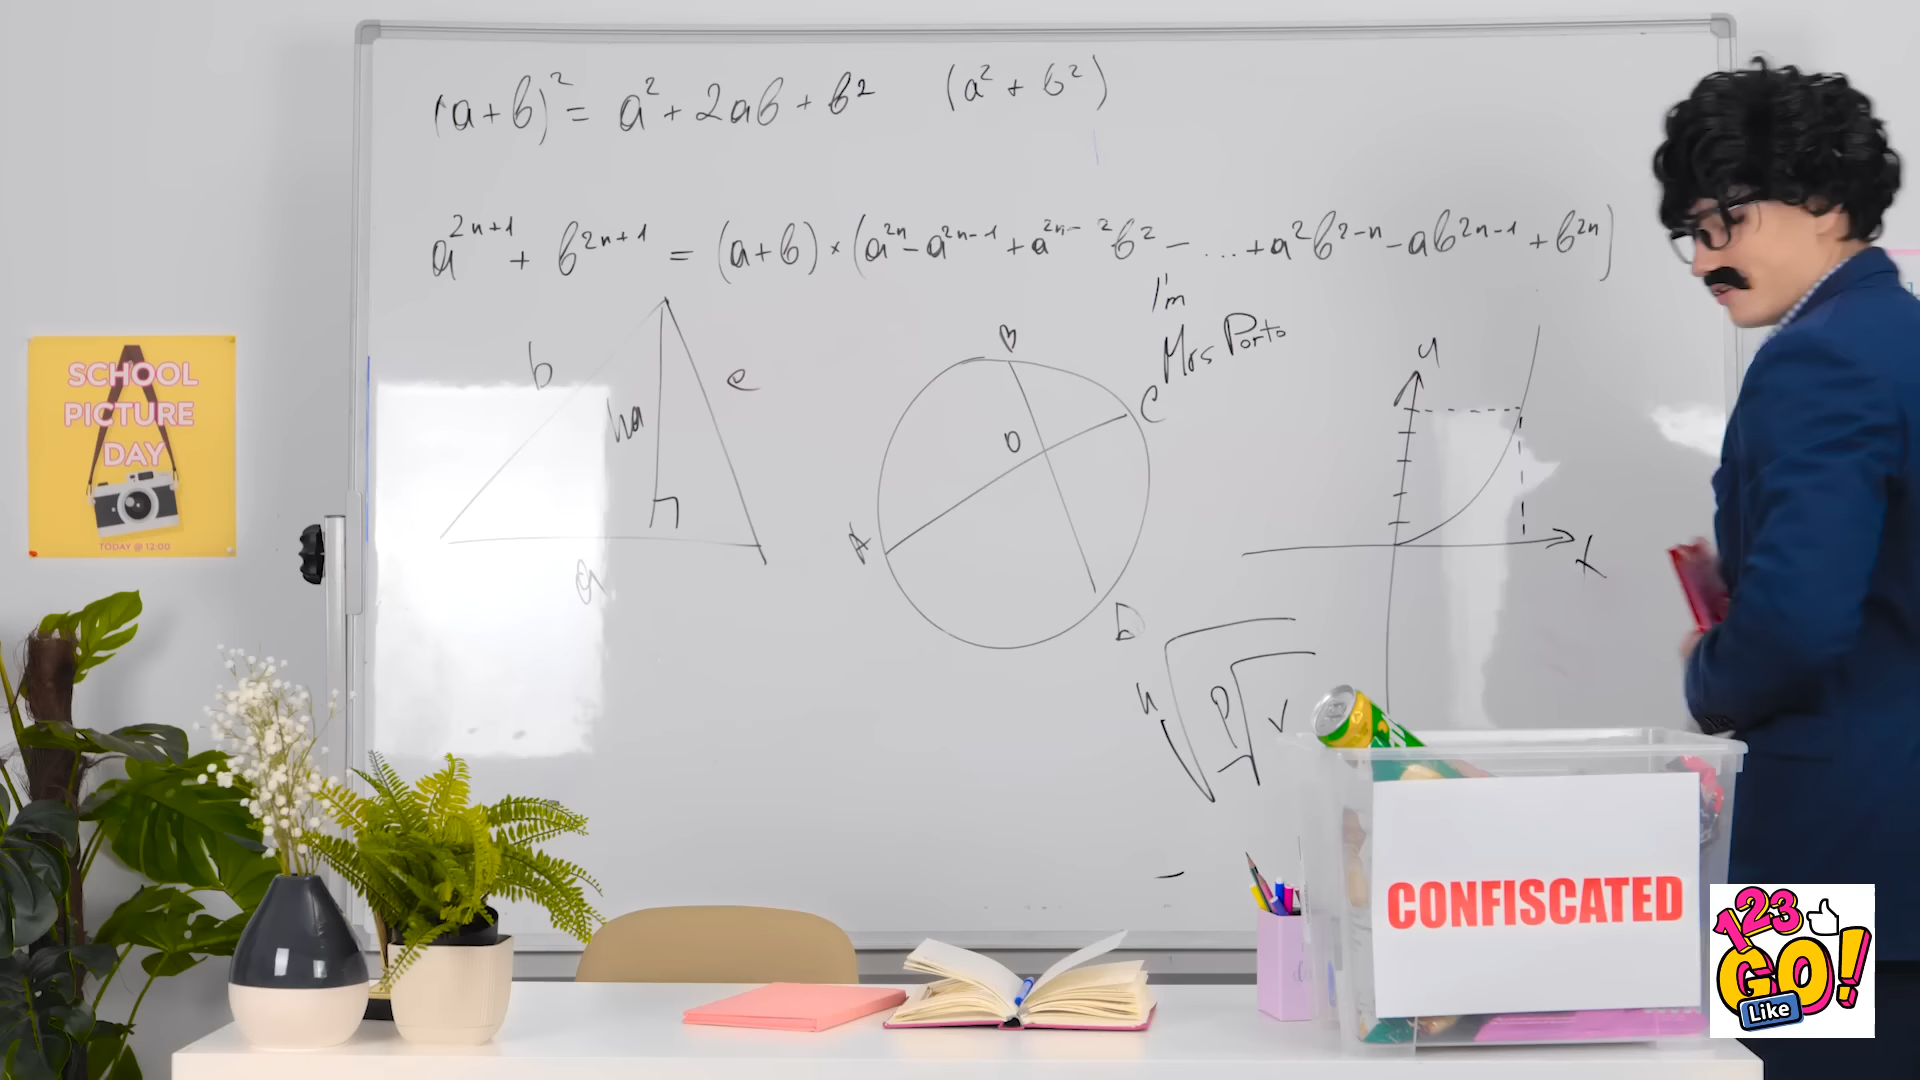 (a+b)² = a² + 2ab + b² (a² + b²)
a²ⁿ⁺¹ + b²ⁿ⁺¹ = (a+b) × (a²ⁿ - a²ⁿ⁻¹ + a²ⁿ⁻²b² - ... + a²b²⁻ⁿ - ab²ⁿ⁻¹ + b²ⁿ)
I'm
Mrs Porto
b
ha
e
a
B
C
O
A
D
y
x
n
p
v
SCHOOL
PICTURE
DAY
TODAY @ 12:00
CONFISCATED
123
GO!
Like